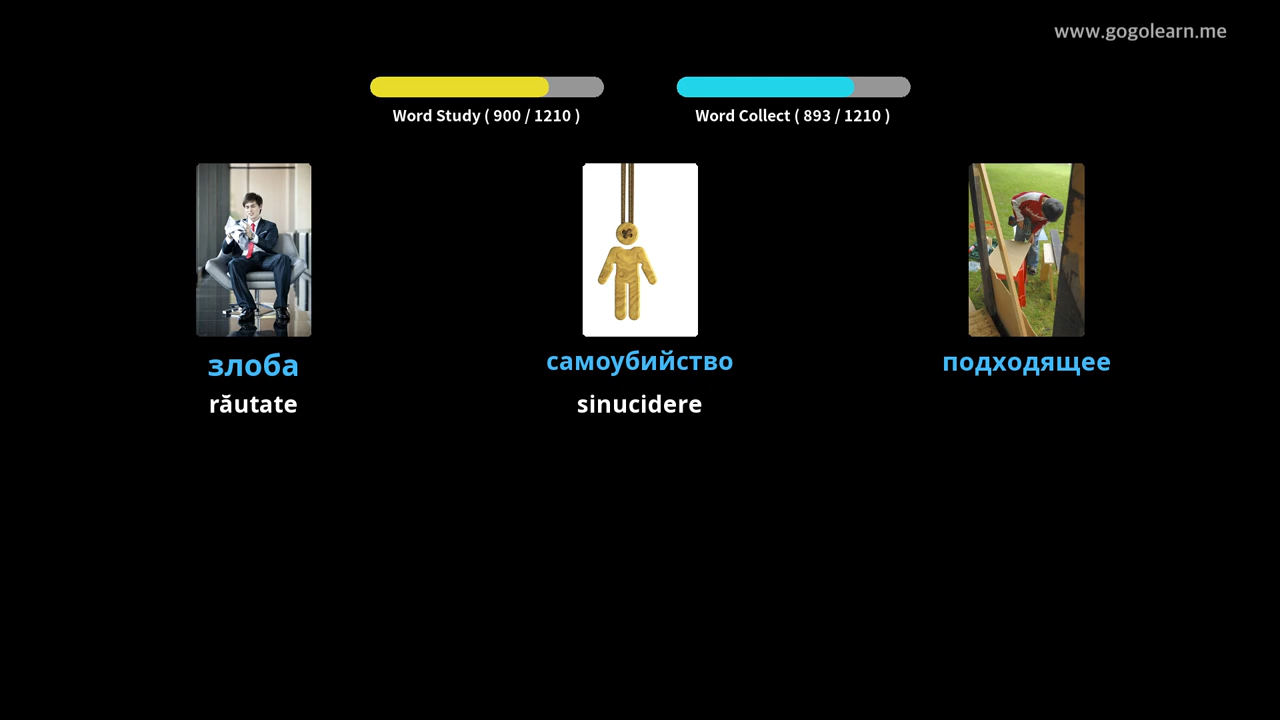 www.gogolearn.me
Word Study ( 900 / 1210 )
Word Collect ( 893 / 1210 )
злоба
самоубийство
подходящее
răutate
sinucidere